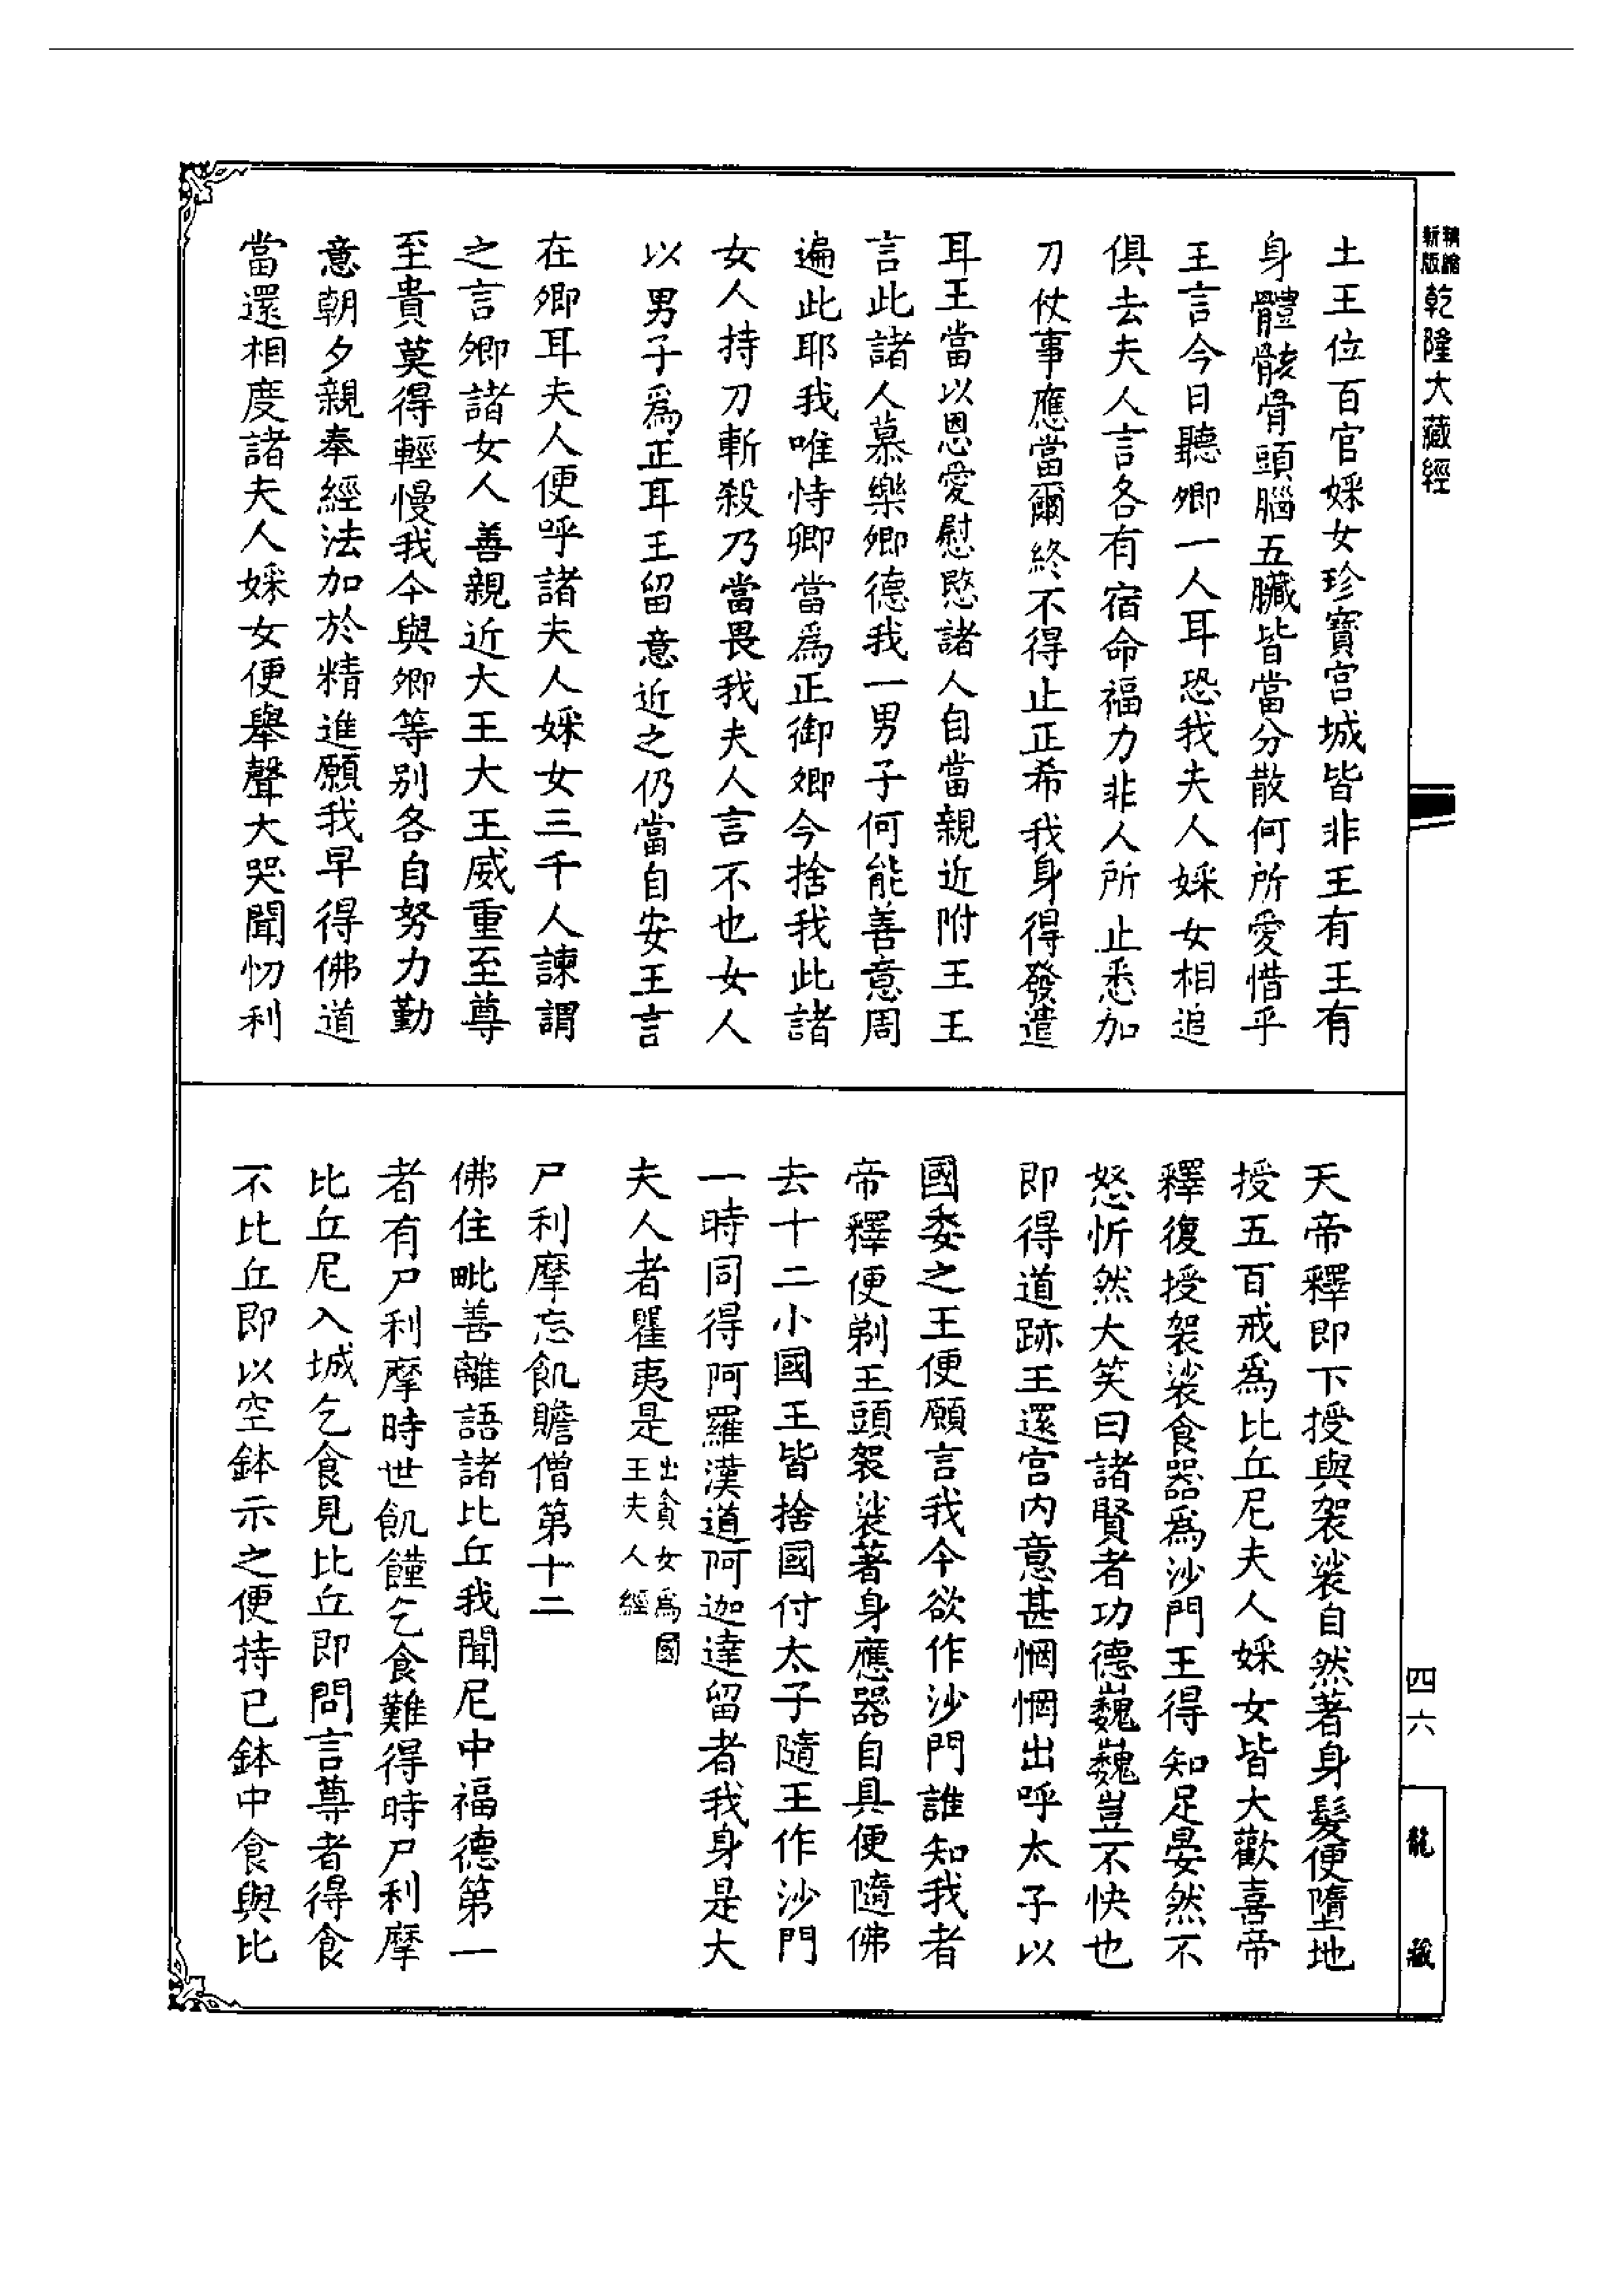 精縮新版
乾隆大藏經
土王位百官婇女珍寶宮城皆非王有王有
身體骸骨頭腦五臟皆當分散何所愛惜乎
王言今日聽卿一人耳恐我夫人婇女相追
俱去夫人言各有宿命福力非人所止悉加
刀仗事應當爾終不得止正希我身得發遣
耳王當以恩愛慰愍諸人自當親近附王王
言此諸人慕樂卿德我一男子何能善意周
遍此耶我唯恃卿當為正御卿今捨我此諸
女人持刀斬殺乃當畏我夫人言不也女人
以男子為正耳王留意近之仍當自安王言
在卿耳夫人便呼諸夫人婇女三千人諫謂
之言卿諸女人善親近大王大王威重至尊
至貴莫得輕慢我今與卿等別各自努力勤
意朝夕親奉經法加於精進願我早得佛道
當還相度諸夫人婇女便舉聲大哭聞忉利
天帝釋即下授與袈裟自然著身髮便墮地
授五百戒為比丘尼夫人婇女皆大歡喜帝
釋復授袈裟食器為沙門王得知足晏然不
怒忻然大笑曰諸賢者功德巍巍豈不快也
即得道跡王還宮內意甚惘惘出呼太子以
國委之王便願言我今欲作沙門誰知我者
帝釋便剃王頭袈裟著身應器自具便隨佛
去十二小國王皆捨國付太子隨王作沙門
一時同得阿羅漢道阿迦達留者我身是大
夫人者瞿夷是出貪女為國王夫人經
尸利摩忘飢贍僧第十二
佛住毗善離語諸比丘我聞尼中福德第一
者有尸利摩時世飢饉乞食難得時尸利摩
比丘尼入城乞食見比丘即問言尊者得食
不比丘即以空鉢示之便持已鉢中食與比
四六
龍藏